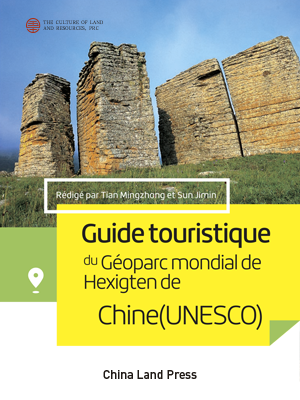 THE CULTURE OF LAND
AND RESOURCES, PRC
Rédigé par Tian Mingzhong et Sun Jimin
Guide touristique
du Géoparc mondial de
Hexigten de
Chine(UNESCO)
China Land Press